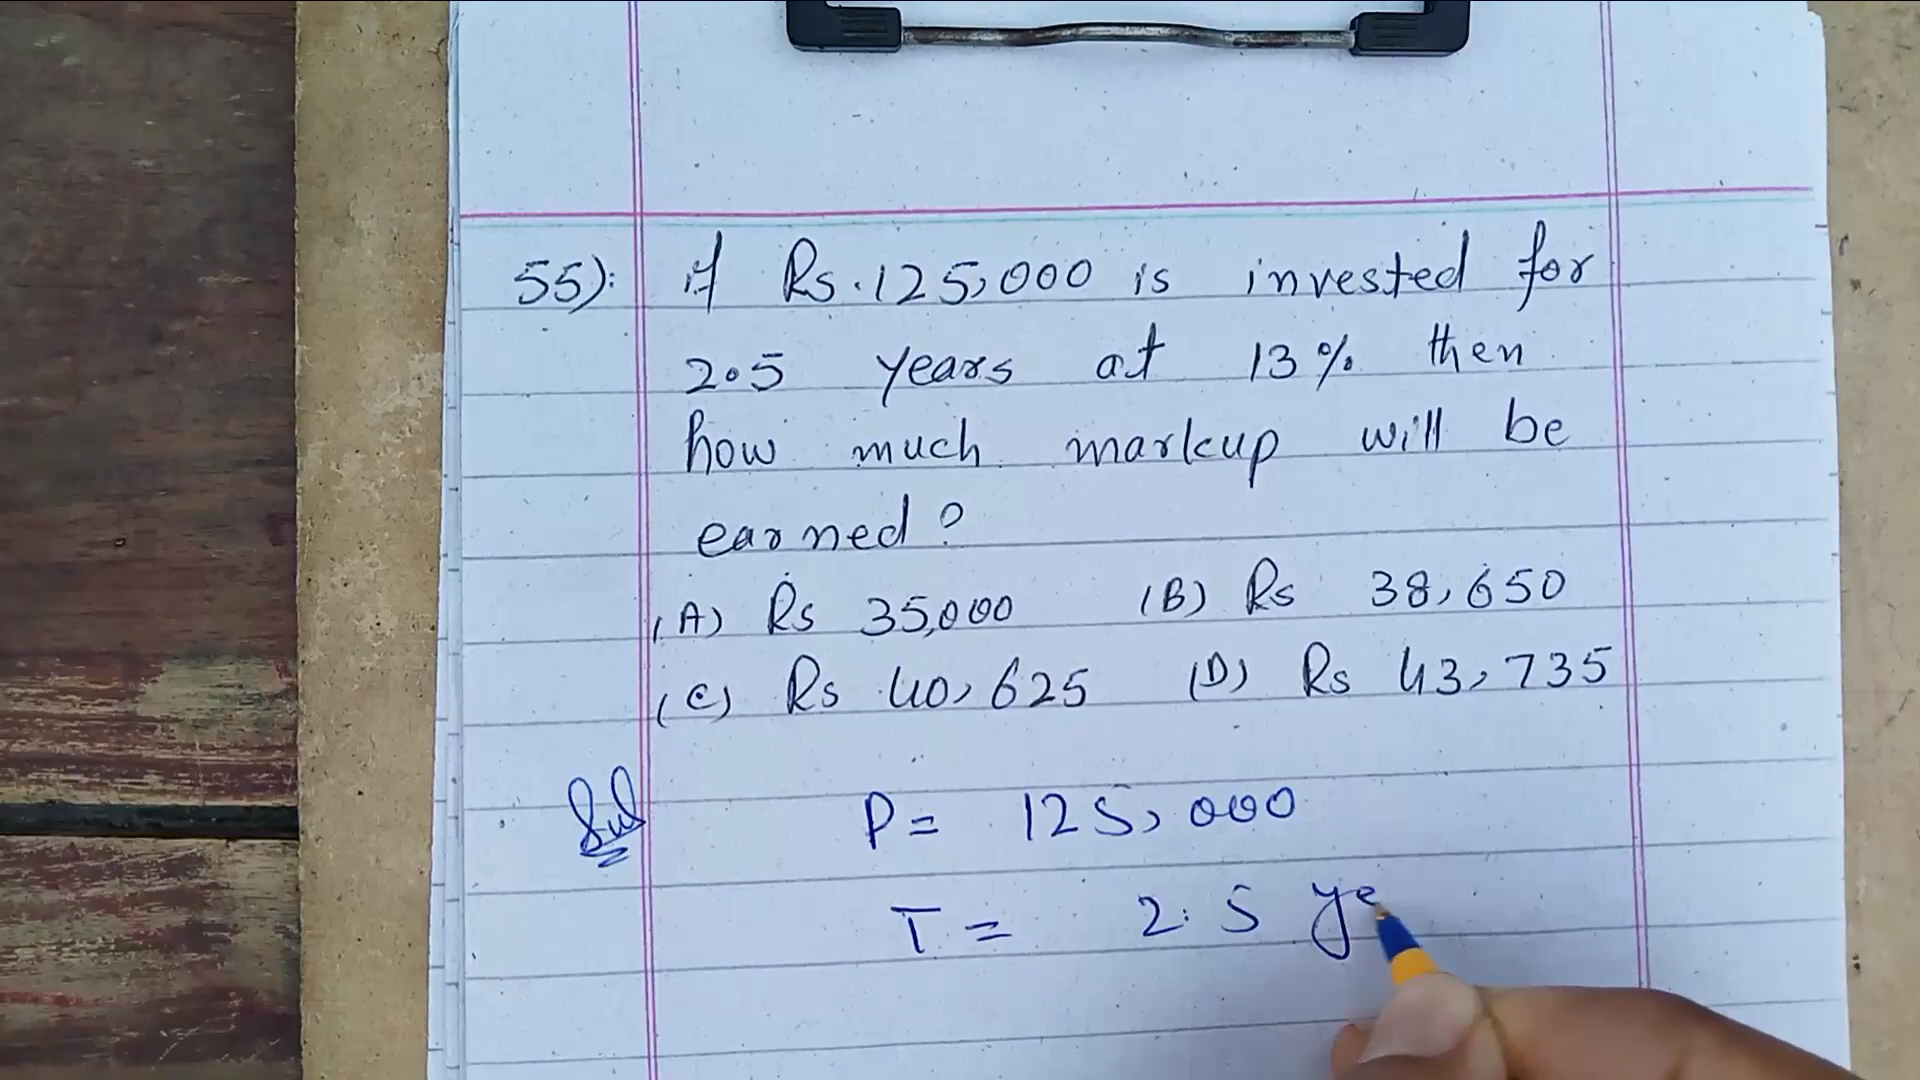 55): if Rs. 125,000 is invested for
2.5 years at 13% then
how much markup will be
earned?
(A) Rs 35,000 (B) Rs 38,650
(C) Rs 40,625 (D) Rs 43,735
Sol P= 125,000
T= 2.5 ye